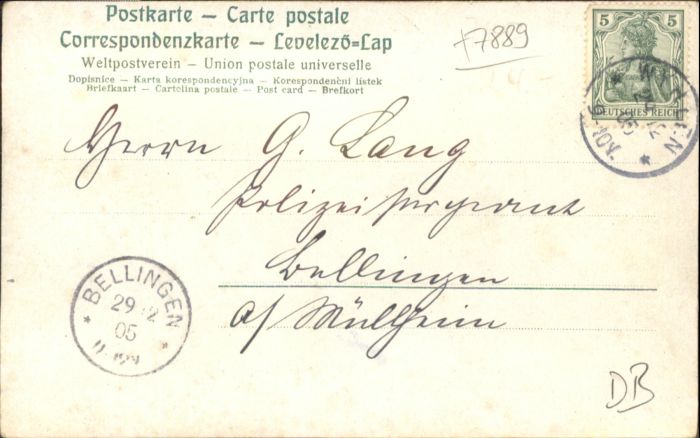 Postkarte – Carte postale
Correspondenzkarte – Levelező=Lap
Weltpostverein – Union postale universelle
Dopisnice – Karta korespondencyjna – Korespondenční lístek
Briefkaart – Cartolina postale – Post card – Brefkort
+7889
5 5
DEUTSCHES REICH
Herrn G. Lang
Polizeisergeant
Bellingen
a/ Müllheim
BELLINGEN
29 12
05
DB